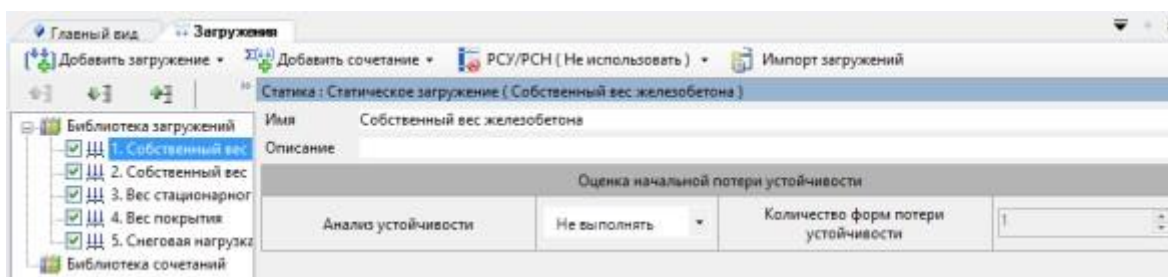 Главный вид Загружения
Добавить загружение Добавить сочетание РСУ/РСН ( Не использовать ) Импорт загружений
Статика : Статическое загружение ( Собственный вес железобетона )
Библиотека загружений
1. Собственный вес
2. Собственный вес
3. Вес стационарног
4. Вес покрытия
5. Снеговая нагрузка
Библиотека сочетаний
Имя Собственный вес железобетона
Описание
Оценка начальной потери устойчивости
Анализ устойчивости Не выполнять Количество форм потери
устойчивости 1